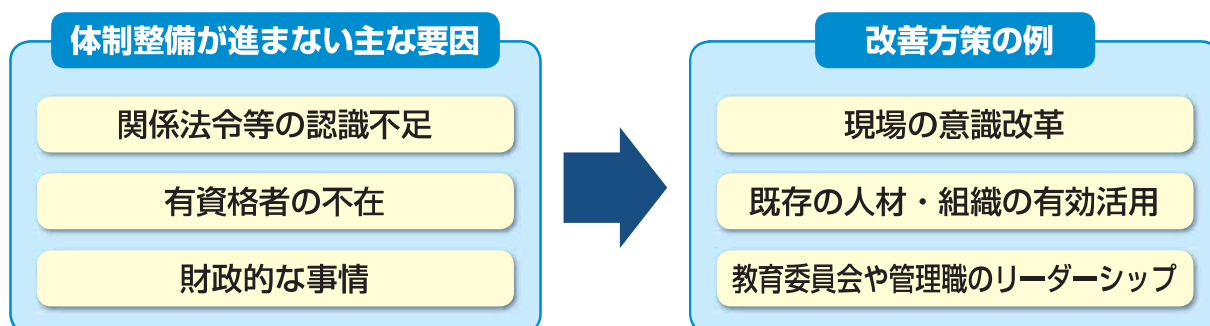 体制整備が進まない主な要因
関係法令等の認識不足
有資格者の不在
財政的な事情
改善方策の例
現場の意識改革
既存の人材・組織の有効活用
教育委員会や管理職のリーダーシップ